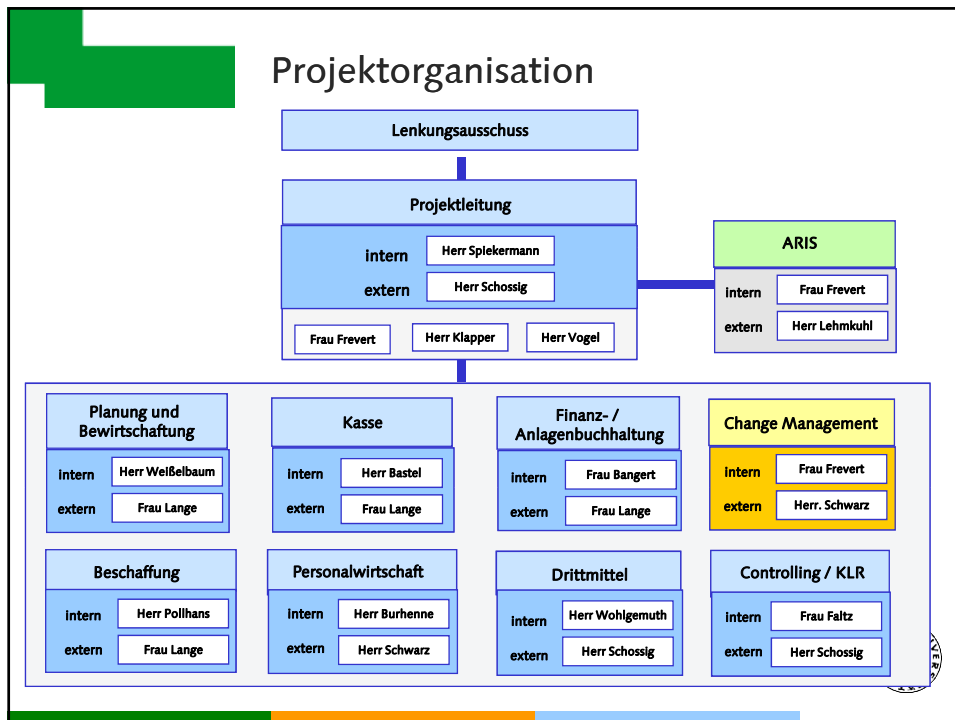 Projektorganisation
Lenkungsausschuss
Projektleitung
intern
Herr Spiekermann
extern
Herr Schossig
Frau Frevert
Herr Klapper
Herr Vogel
ARIS
intern
Frau Frevert
extern
Herr Lehmkuhl
Planung und
Bewirtschaftung
intern
Herr Weißelbaum
extern
Frau Lange
Kasse
intern
Herr Bastel
extern
Frau Lange
Finanz- /
Anlagenbuchhaltung
intern
Frau Bangert
extern
Frau Lange
Change Management
intern
Frau Frevert
extern
Herr. Schwarz
Beschaffung
intern
Herr Pollhans
extern
Frau Lange
Personalwirtschaft
intern
Herr Burhenne
extern
Herr Schwarz
Drittmittel
intern
Herr Wohlgemuth
extern
Herr Schossig
Controlling / KLR
intern
Frau Faltz
extern
Herr Schossig